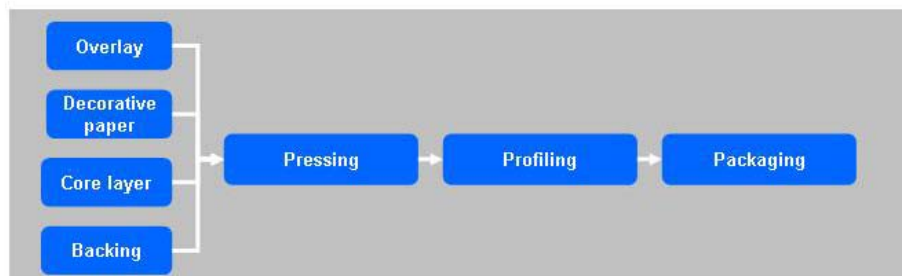 Overlay
Decorative
paper
Core layer
Backing
Pressing
Profiling
Packaging